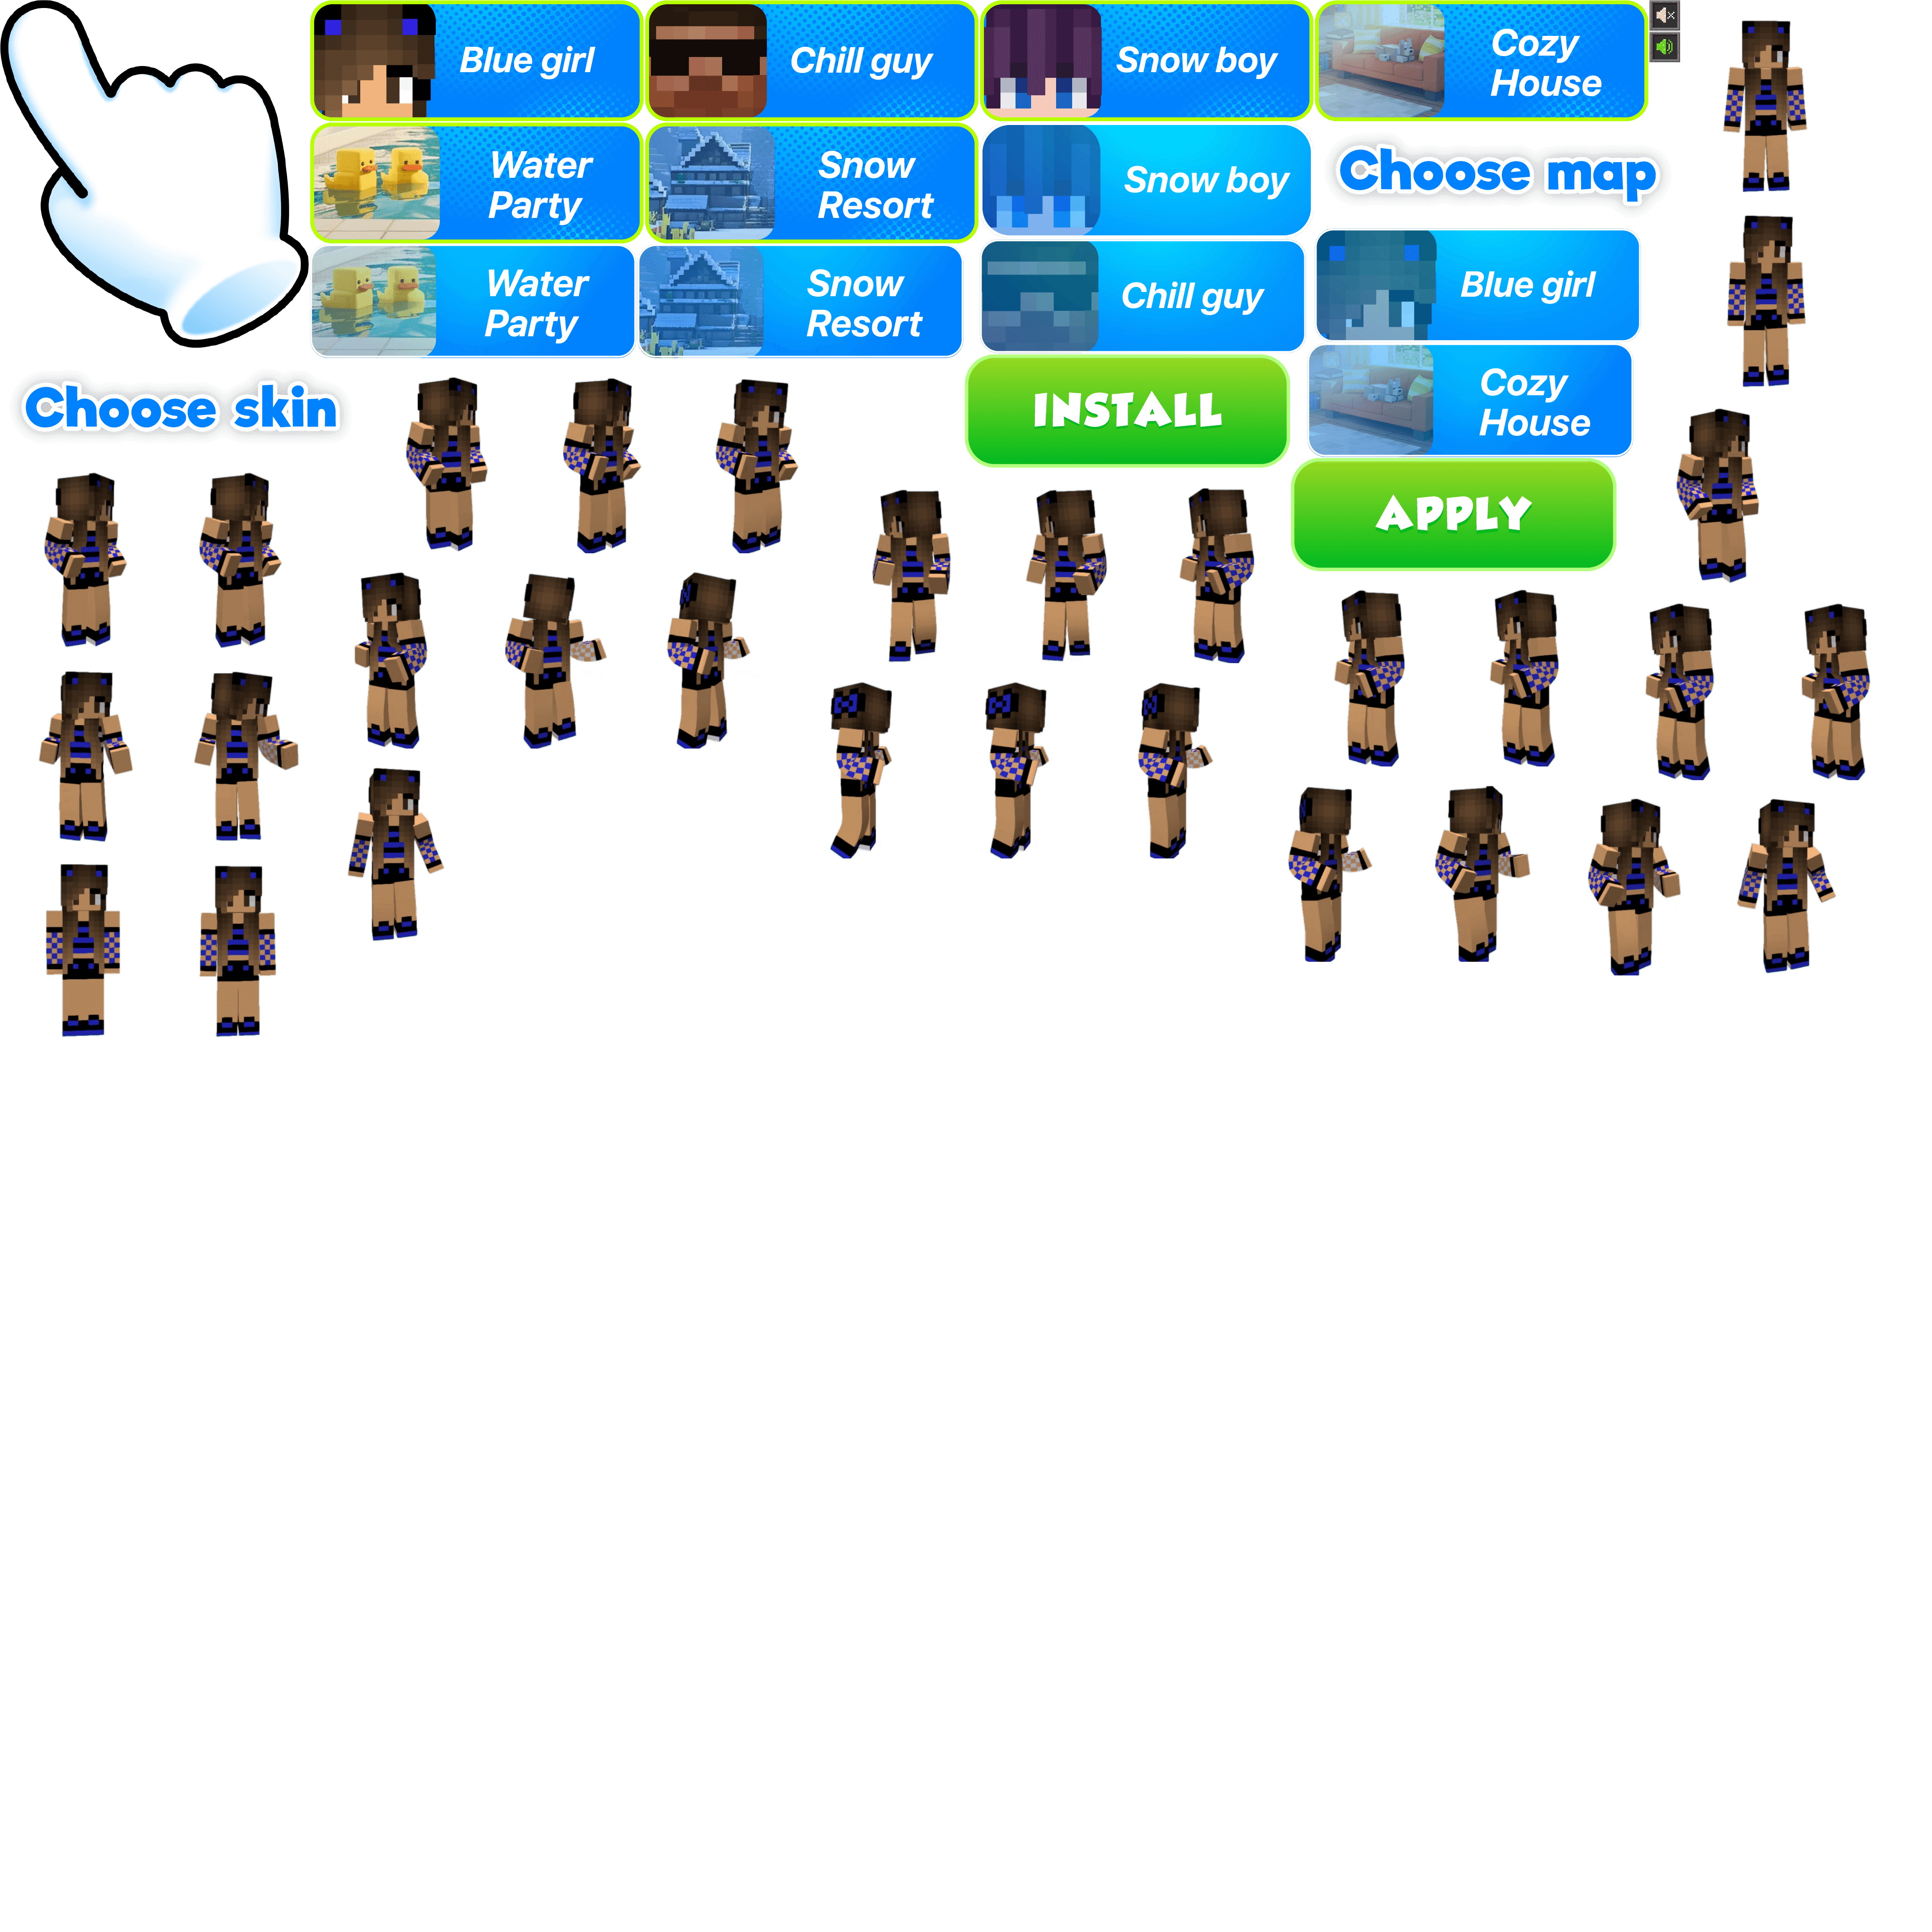 Blue girl
Chill guy
Snow boy
Cozy
House
Water
Party
Snow
Resort
Snow boy
Choose map
Water
Party
Snow
Resort
Chill guy
Blue girl
Choose skin
INSTALL
Cozy
House
APPLY